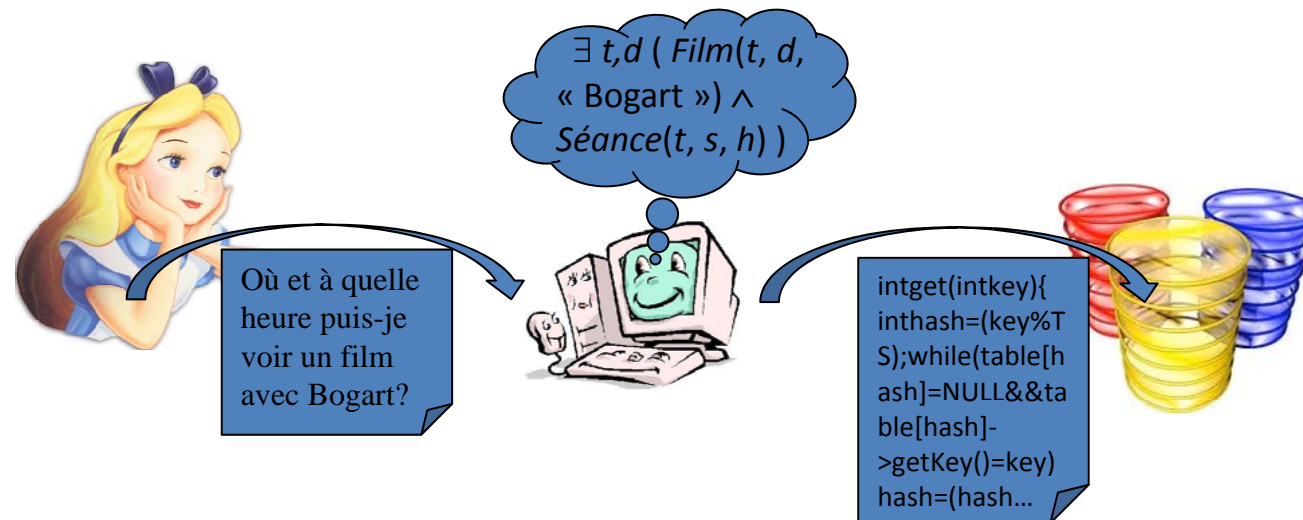 ∃ t,d ( Film(t, d,
« Bogart ») ∧
Séance(t, s, h) )
Où et à quelle
heure puis-je
voir un film
avec Bogart?
intget(intkey){
inthash=(key%T
S);while(table[h
ash]=NULL&&ta
ble[hash]-
>getKey()=key)
hash=(hash…